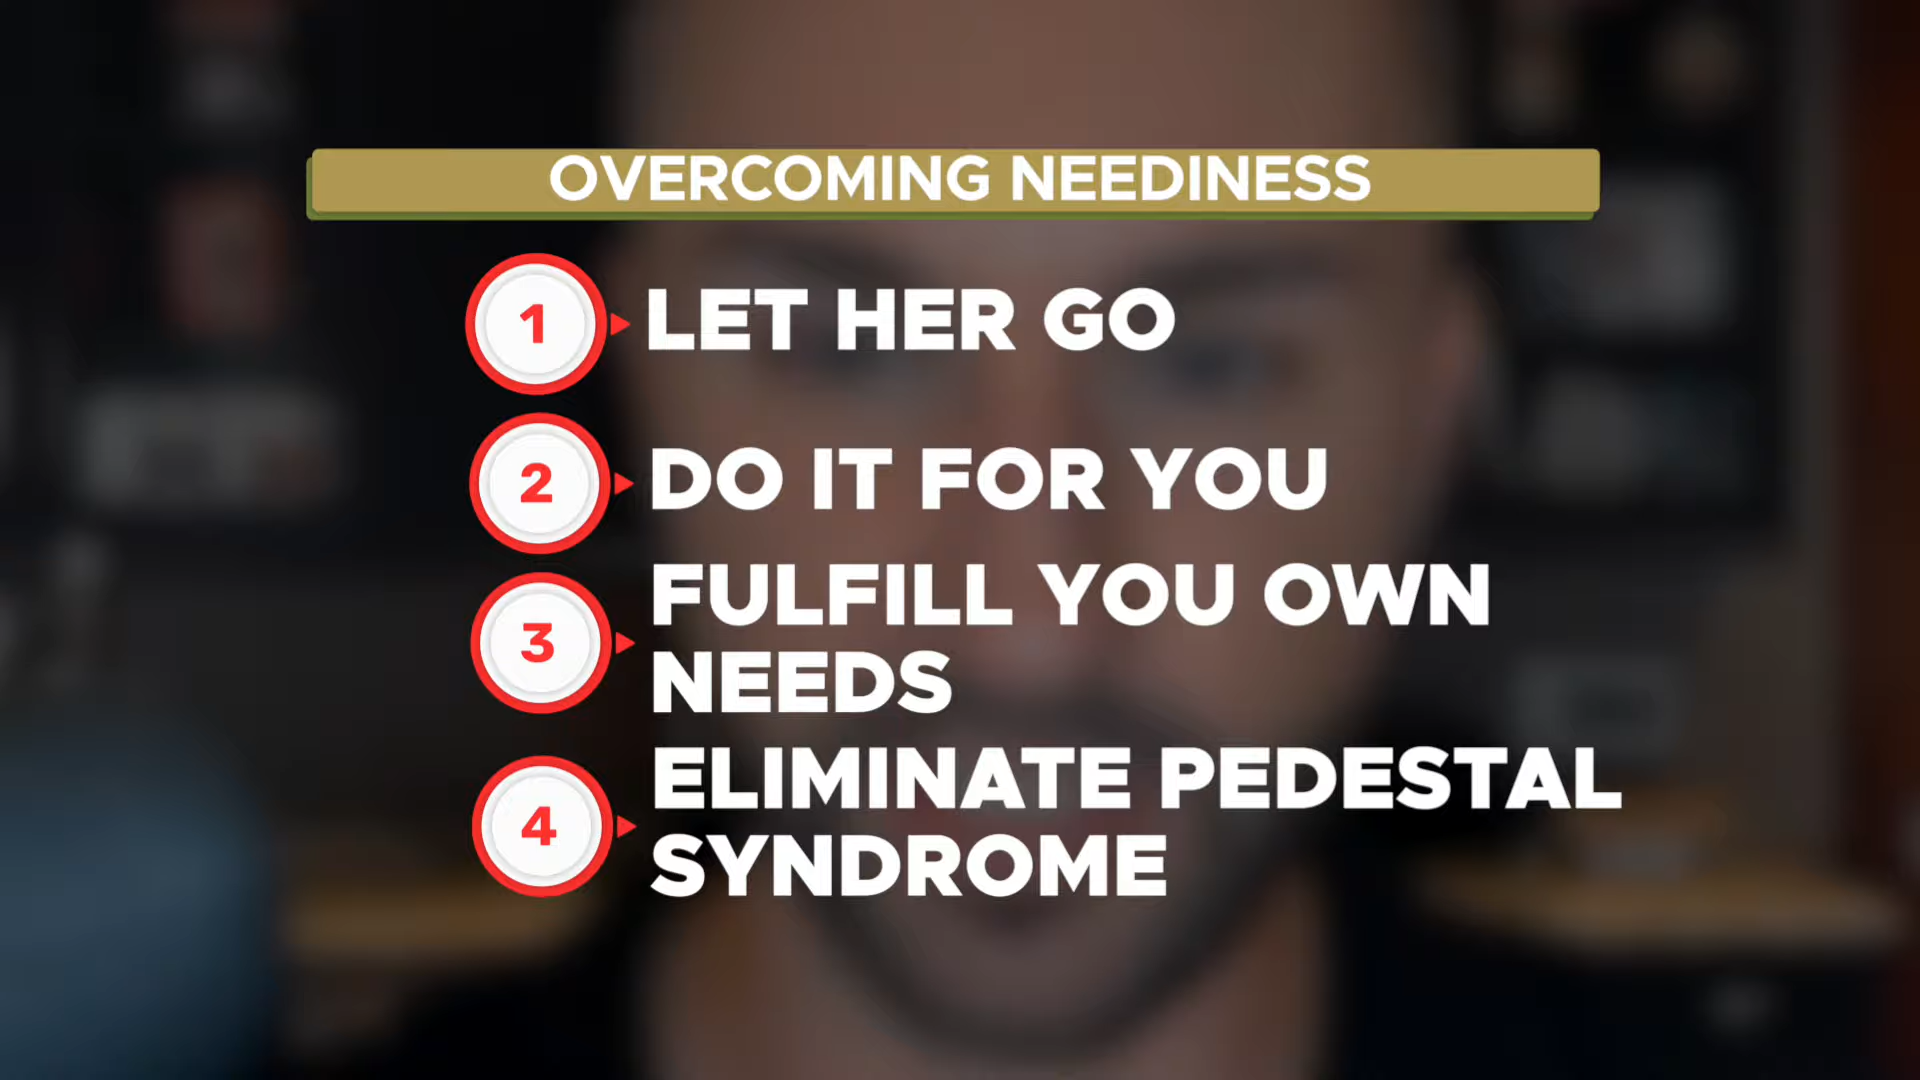 OVERCOMING NEEDINESS
1 LET HER GO
2 DO IT FOR YOU
3 FULFILL YOU OWN
NEEDS
4 ELIMINATE PEDESTAL
SYNDROME